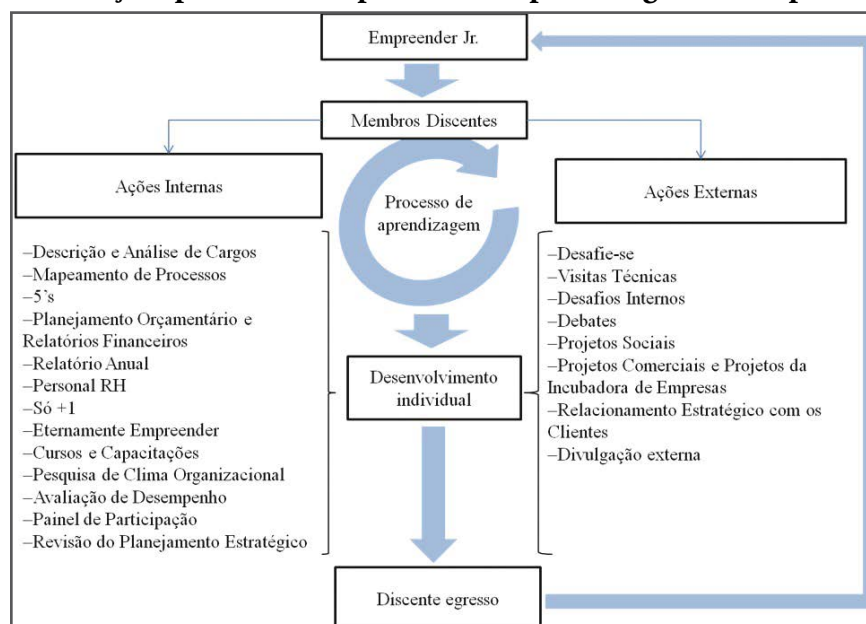 Empreender Jr.
Membros Discentes
Ações Internas
Processo de
aprendizagem
Ações Externas
–Descrição e Análise de Cargos
–Mapeamento de Processos
–5’s
–Planejamento Orçamentário e
Relatórios Financeiros
–Relatório Anual
–Personal RH
–Só +1
–Eternamente Empreender
–Cursos e Capacitações
–Pesquisa de Clima Organizacional
–Avaliação de Desempenho
–Painel de Participação
–Revisão do Planejamento Estratégico
Desenvolvimento
individual
–Desafie-se
–Visitas Técnicas
–Desafios Internos
–Debates
–Projetos Sociais
–Projetos Comerciais e Projetos da
Incubadora de Empresas
–Relacionamento Estratégico com os
Clientes
–Divulgação externa
Discente egresso